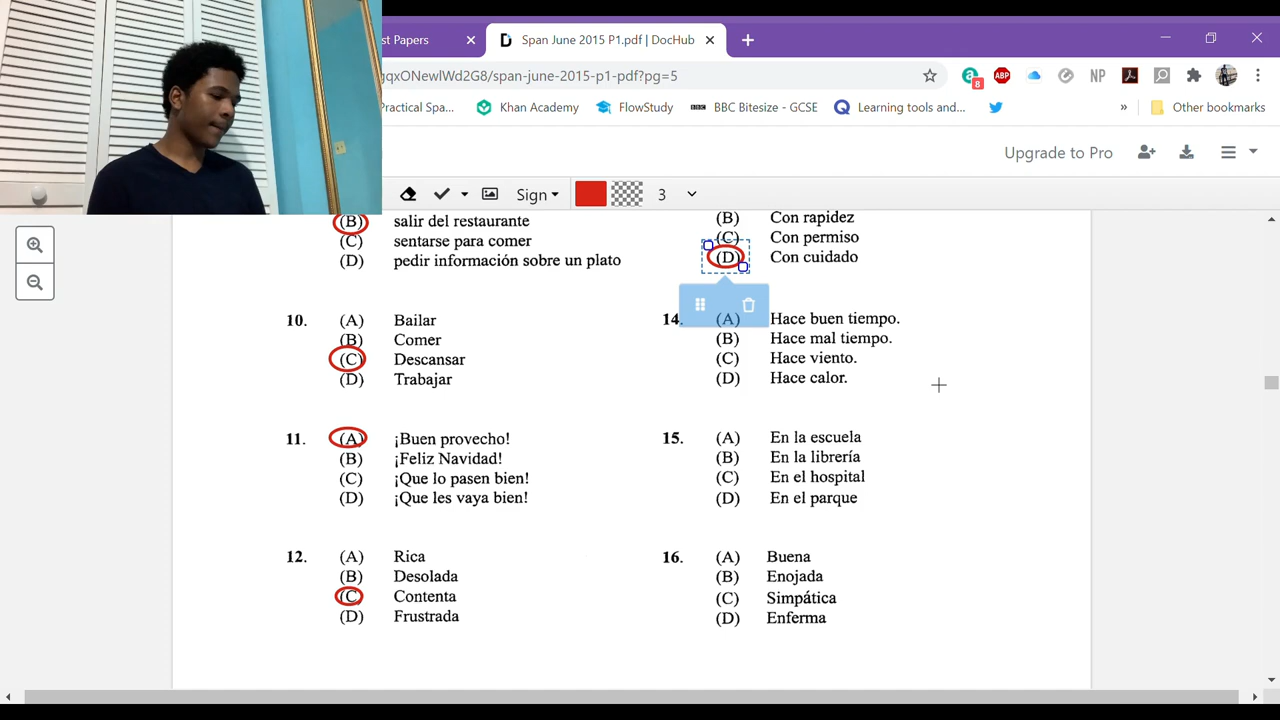 st Papers
Span June 2015 P1.pdf | DocHub
qxONewlWd2G8/span-june-2015-p1-pdf?pg=5
8
ABP
NP
Practical Spa...
Khan Academy
FlowStudy
BBC
BBC Bitesize - GCSE
Learning tools and...
»
Other bookmarks
Upgrade to Pro
Sign
3
(B) salir del restaurante
(C) sentarse para comer
(D) pedir información sobre un plato
10. (A) Bailar
(B) Comer
(C) Descansar
(D) Trabajar
11. (A) ¡Buen provecho!
(B) ¡Feliz Navidad!
(C) ¡Que lo pasen bien!
(D) ¡Que les vaya bien!
12. (A) Rica
(B) Desolada
(C) Contenta
(D) Frustrada
(B) Con rapidez
(C) Con permiso
(D) Con cuidado
14. (A) Hace buen tiempo.
(B) Hace mal tiempo.
(C) Hace viento.
(D) Hace calor.
15. (A) En la escuela
(B) En la librería
(C) En el hospital
(D) En el parque
16. (A) Buena
(B) Enojada
(C) Simpática
(D) Enferma